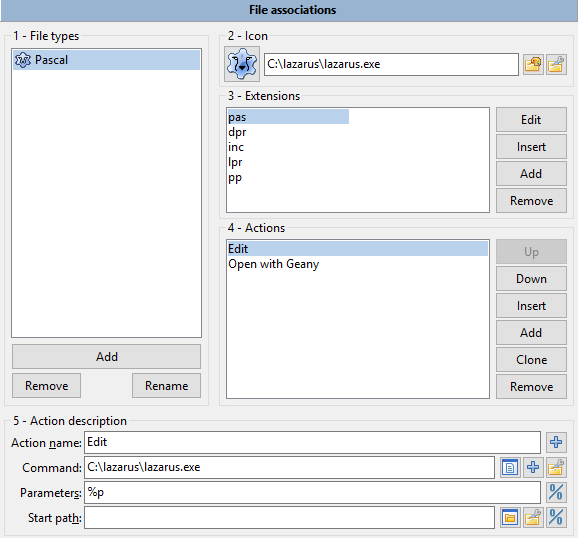 File associations
1 - File types
Pascal
Add
Remove
Rename
2 - Icon
C:\lazarus\lazarus.exe
3 - Extensions
pas
dpr
inc
lpr
pp
Edit
Insert
Add
Remove
4 - Actions
Edit
Open with Geany
Up
Down
Insert
Add
Clone
Remove
5 - Action description
Action name: Edit
Command: C:\lazarus\lazarus.exe
Parameters: %p
Start path: